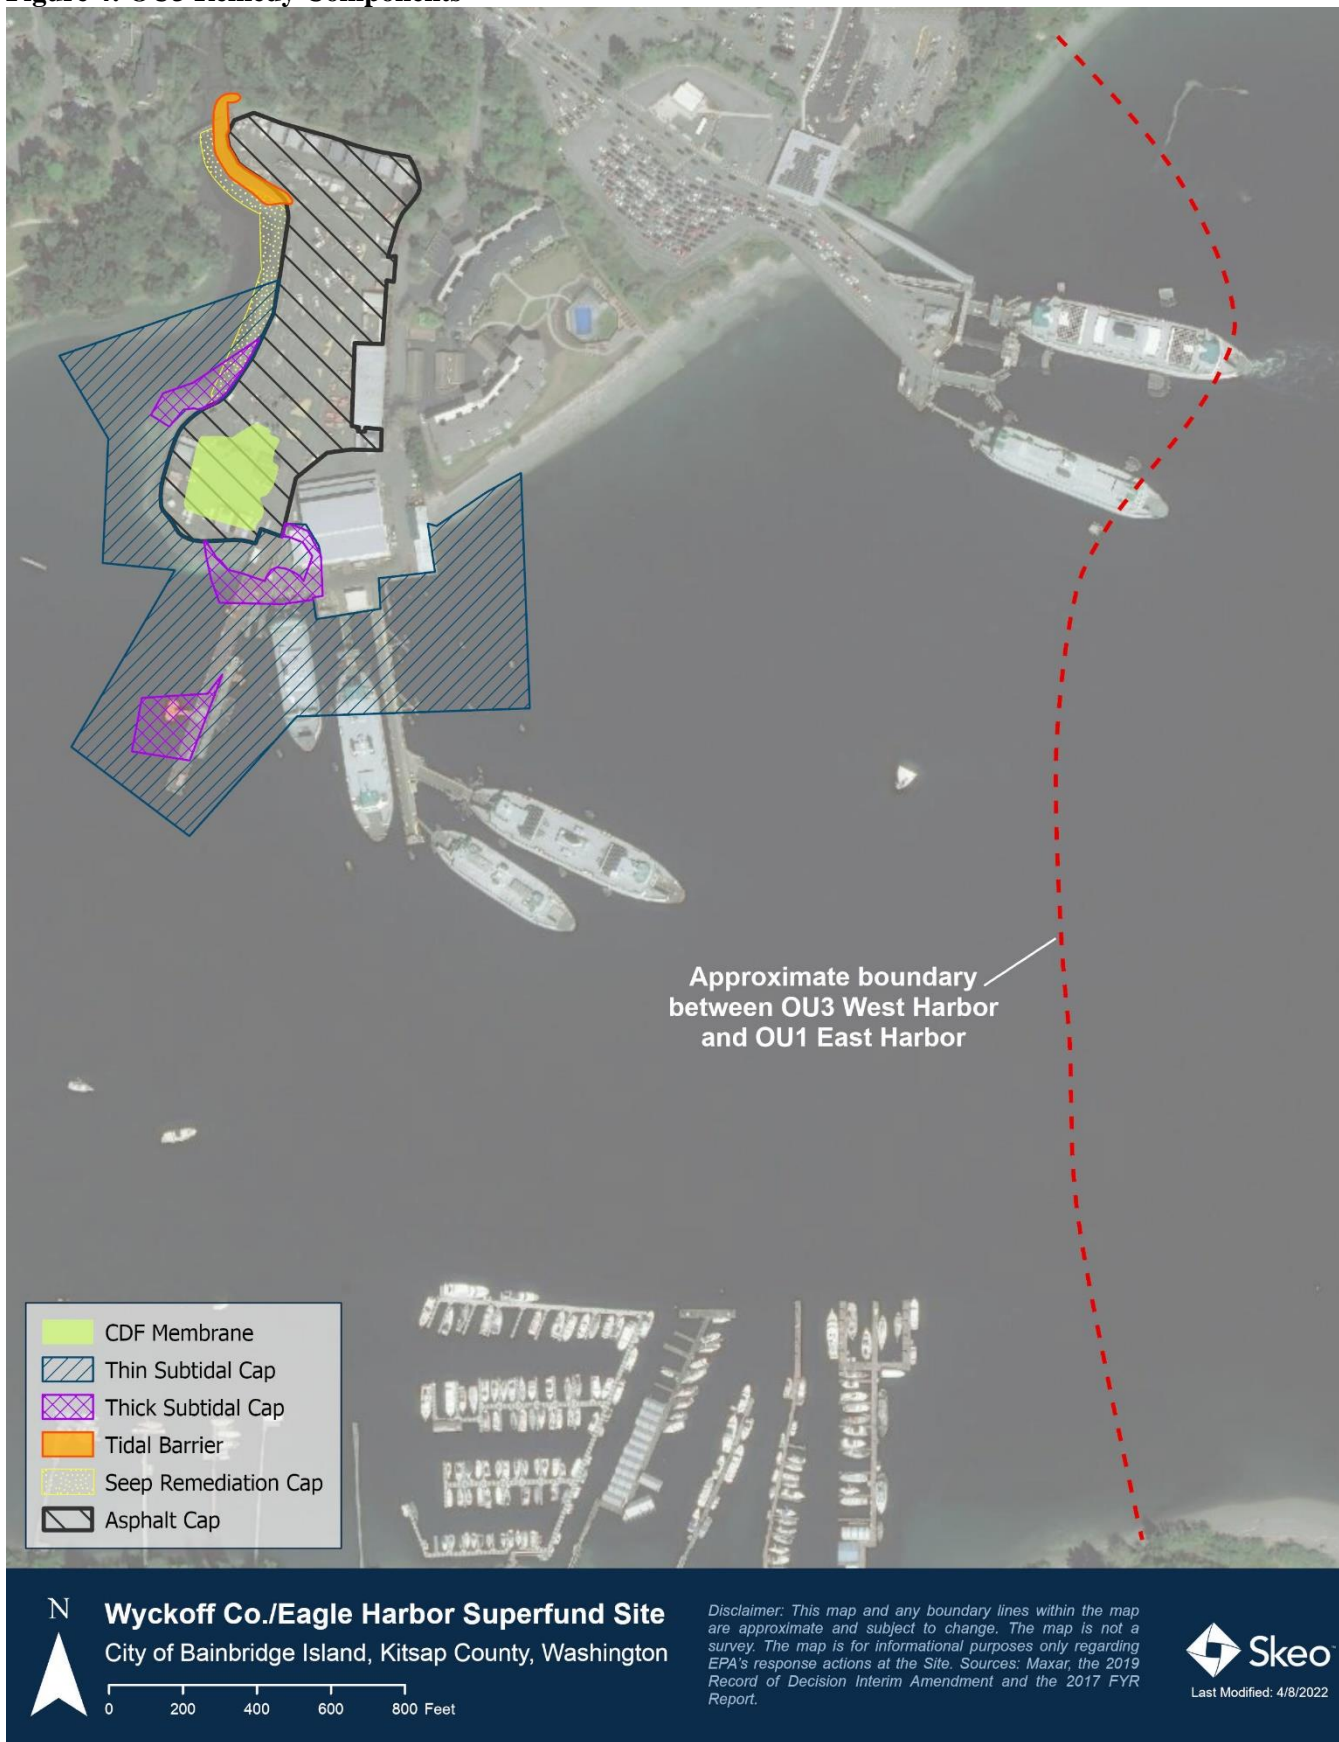 Figure 4. OU3 Remedy Components
Approximate boundary
between OU3 West Harbor
and OU1 East Harbor
CDF Membrane
Thin Subtidal Cap
Thick Subtidal Cap
Tidal Barrier
Seep Remediation Cap
Asphalt Cap
N
Wyckoff Co./Eagle Harbor Superfund Site
City of Bainbridge Island, Kitsap County, Washington
0 200 400 600 800 Feet
Disclaimer: This map and any boundary lines within the map
are approximate and subject to change. The map is not a
survey. The map is for informational purposes only regarding
EPA's response actions at the Site. Sources: Maxar, the 2019
Record of Decision Interim Amendment and the 2017 FYR
Report.
Skeo
Last Modified: 4/8/2022